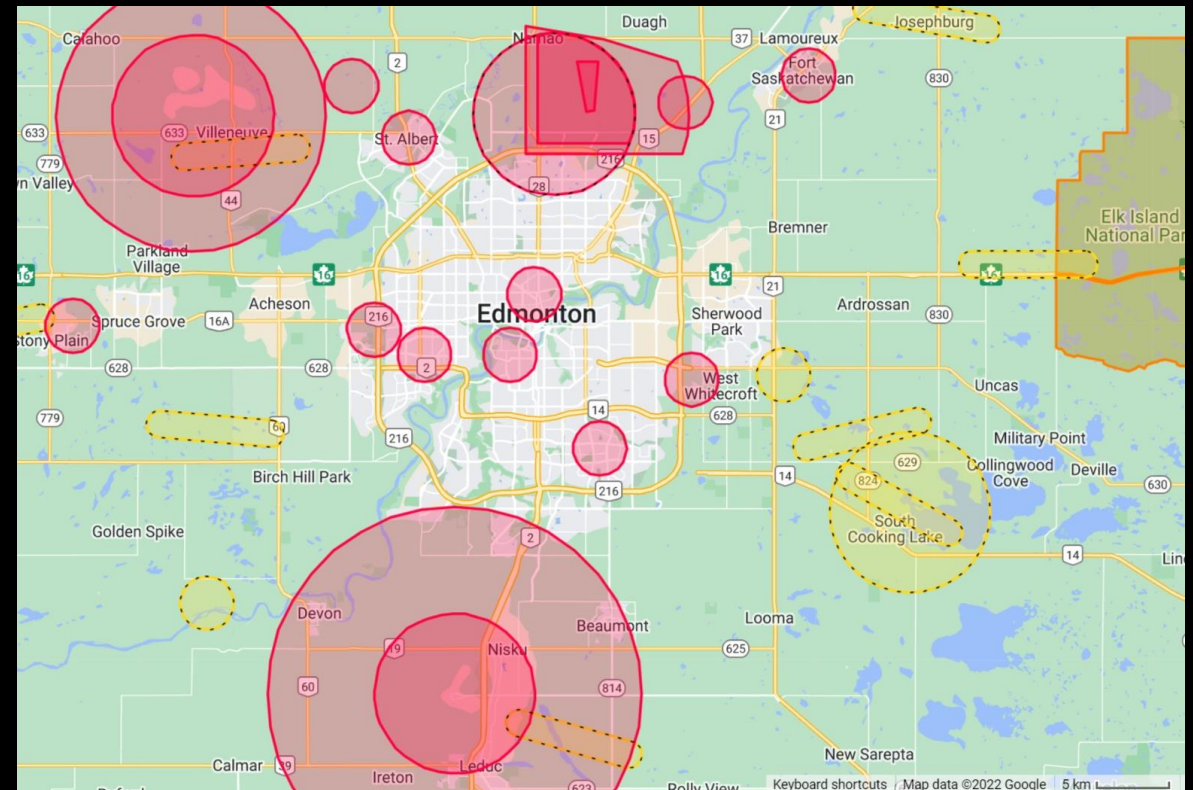 Duagh
Josephburg
Calahoo
Namao
37
Lamoureux
2
Fort
Saskatchewan
830
21
633
633
Villeneuve
St. Albert
15
779
216
wn Valley
28
44
Elk Island
National Par
Bremner
Parkland
Village
16
16
16
16
21
Acheson
Ardrossan
Edmonton
Spruce Grove
16A
216
Sherwood
Park
830
Stony Plain
628
628
2
West
Whitecroft
Uncas
779
60
14
628
216
Military Point
629
Collingwood
Cove
Deville
Birch Hill Park
14
824
630
216
South
Cooking Lake
Golden Spike
2
14
Lin
Devon
Looma
Beaumont
19
Nisku
625
60
814
New Sarepta
Calmar
39
Leduc
Ireton
623
Rolly View
Keyboard shortcuts Map data ©2022 Google 5 km